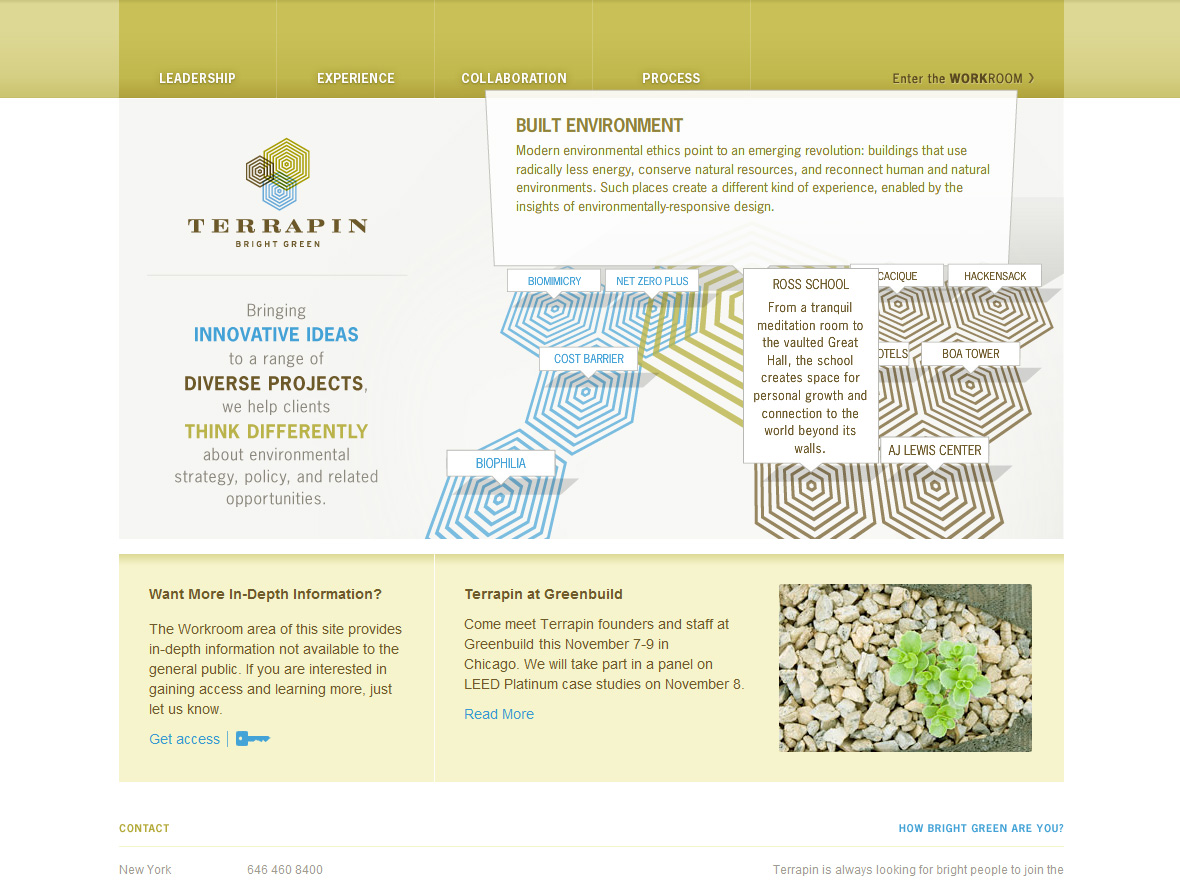 LEADERSHIP
EXPERIENCE
COLLABORATION
PROCESS
Enter the WORKROOM
BUILT ENVIRONMENT
Modern environmental ethics point to an emerging revolution: buildings that use
radically less energy, conserve natural resources, and reconnect human and natural
environments. Such places create a different kind of experience, enabled by the
insights of environmentally-responsive design.
TERRAPIN
BRIGHT GREEN
Bringing
INNOVATIVE IDEAS
to a range of
DIVERSE PROJECTS,
we help clients
THINK DIFFERENTLY
about environmental
strategy, policy, and related
opportunities.
BIOMIMICRY
NET ZERO PLUS
COST BARRIER
BIOPHILIA
ROSS SCHOOL
From a tranquil
meditation room to
the vaulted Great
Hall, the school
creates space for
personal growth and
connection to the
world beyond its
walls.
CACIQUE
HACKENSACK
OTELS
BOA TOWER
AJ LEWIS CENTER
Want More In-Depth Information?
The Workroom area of this site provides
in-depth information not available to the
general public. If you are interested in
gaining access and learning more, just
let us know.
Get access
Terrapin at Greenbuild
Come meet Terrapin founders and staff at
Greenbuild this November 7-9 in
Chicago. We will take part in a panel on
LEED Platinum case studies on November 8.
Read More
CONTACT
HOW BRIGHT GREEN ARE YOU?
New York
646 460 8400
Terrapin is always looking for bright people to join the